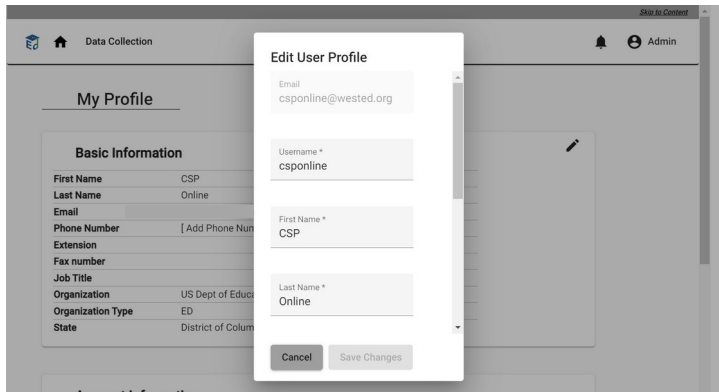 Skip to Content
Data Collection
Admin
My Profile
Basic Information
First Name CSP
Last Name Online
Email
Phone Number [ Add Phone Num
Extension
Fax number
Job Title
Organization US Dept of Educa
Organization Type ED
State District of Colum
Edit User Profile
Email
csponline@wested.org
Username *
csponline
First Name *
CSP
Last Name *
Online
Cancel Save Changes